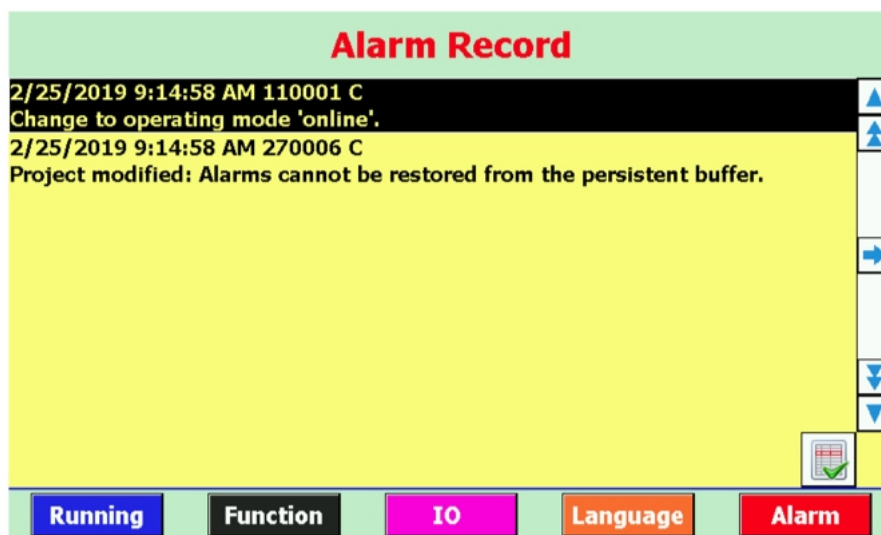 Alarm Record
2/25/2019 9:14:58 AM 110001 C
Change to operating mode 'online'.
2/25/2019 9:14:58 AM 270006 C
Project modified: Alarms cannot be restored from the persistent buffer.
Running Function IO Language Alarm